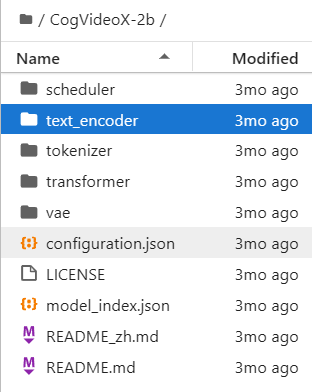 / CogVideoX-2b /
Name Modified
scheduler 3mo ago
text_encoder 3mo ago
tokenizer 3mo ago
transformer 3mo ago
vae 3mo ago
configuration.json 3mo ago
LICENSE 3mo ago
model_index.json 3mo ago
README_zh.md 3mo ago
README.md 3mo ago